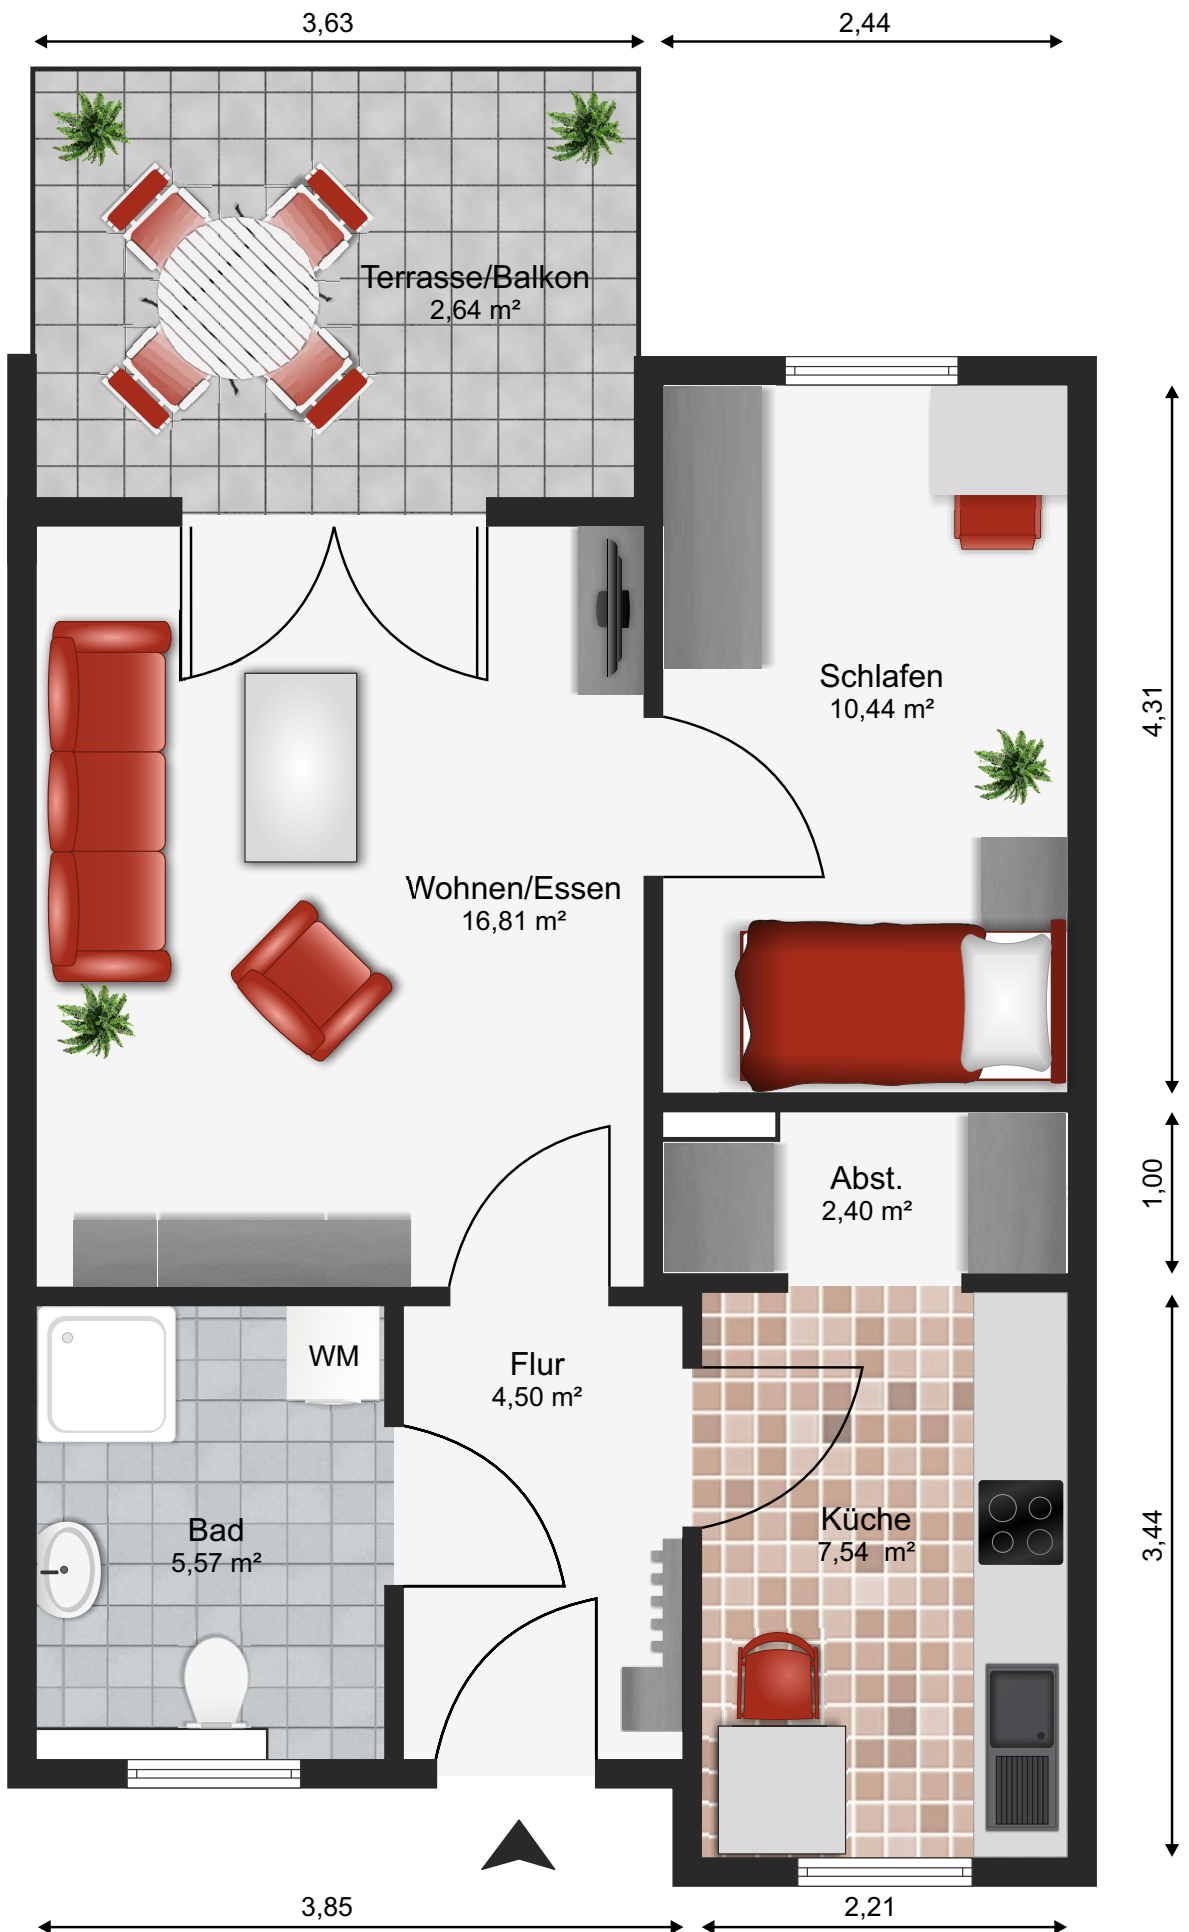 3,63
2,44
Terrasse/Balkon
2,64 m²
Schlafen
10,44 m²
4,31
Wohnen/Essen
16,81 m²
Abst.
2,40 m²
1,00
WM
Flur
4,50 m²
Bad
5,57 m²
Küche
7,54 m²
3,44
3,85
2,21